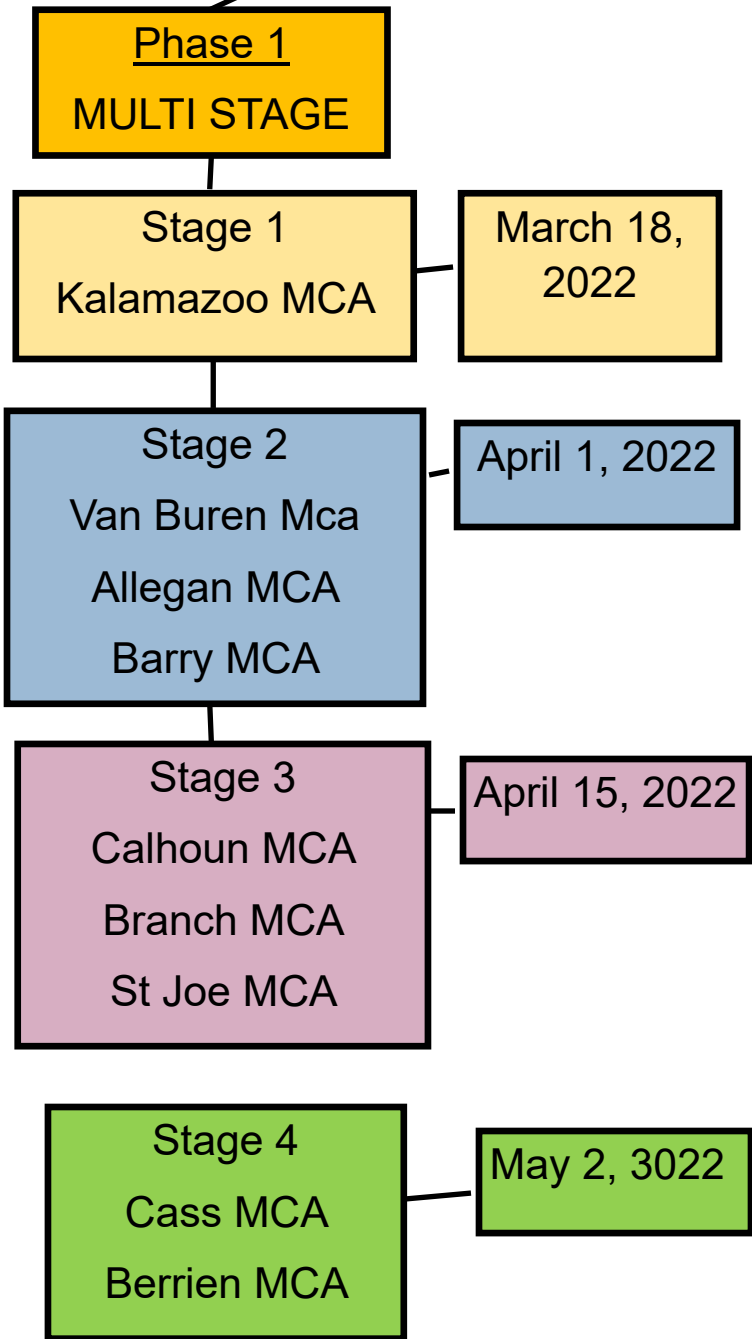 Phase 1
MULTI STAGE
Stage 1
Kalamazoo MCA
March 18,
2022
Stage 2
Van Buren Mca
Allegan MCA
Barry MCA
April 1, 2022
Stage 3
Calhoun MCA
Branch MCA
St Joe MCA
April 15, 2022
Stage 4
Cass MCA
Berrien MCA
May 2, 3022